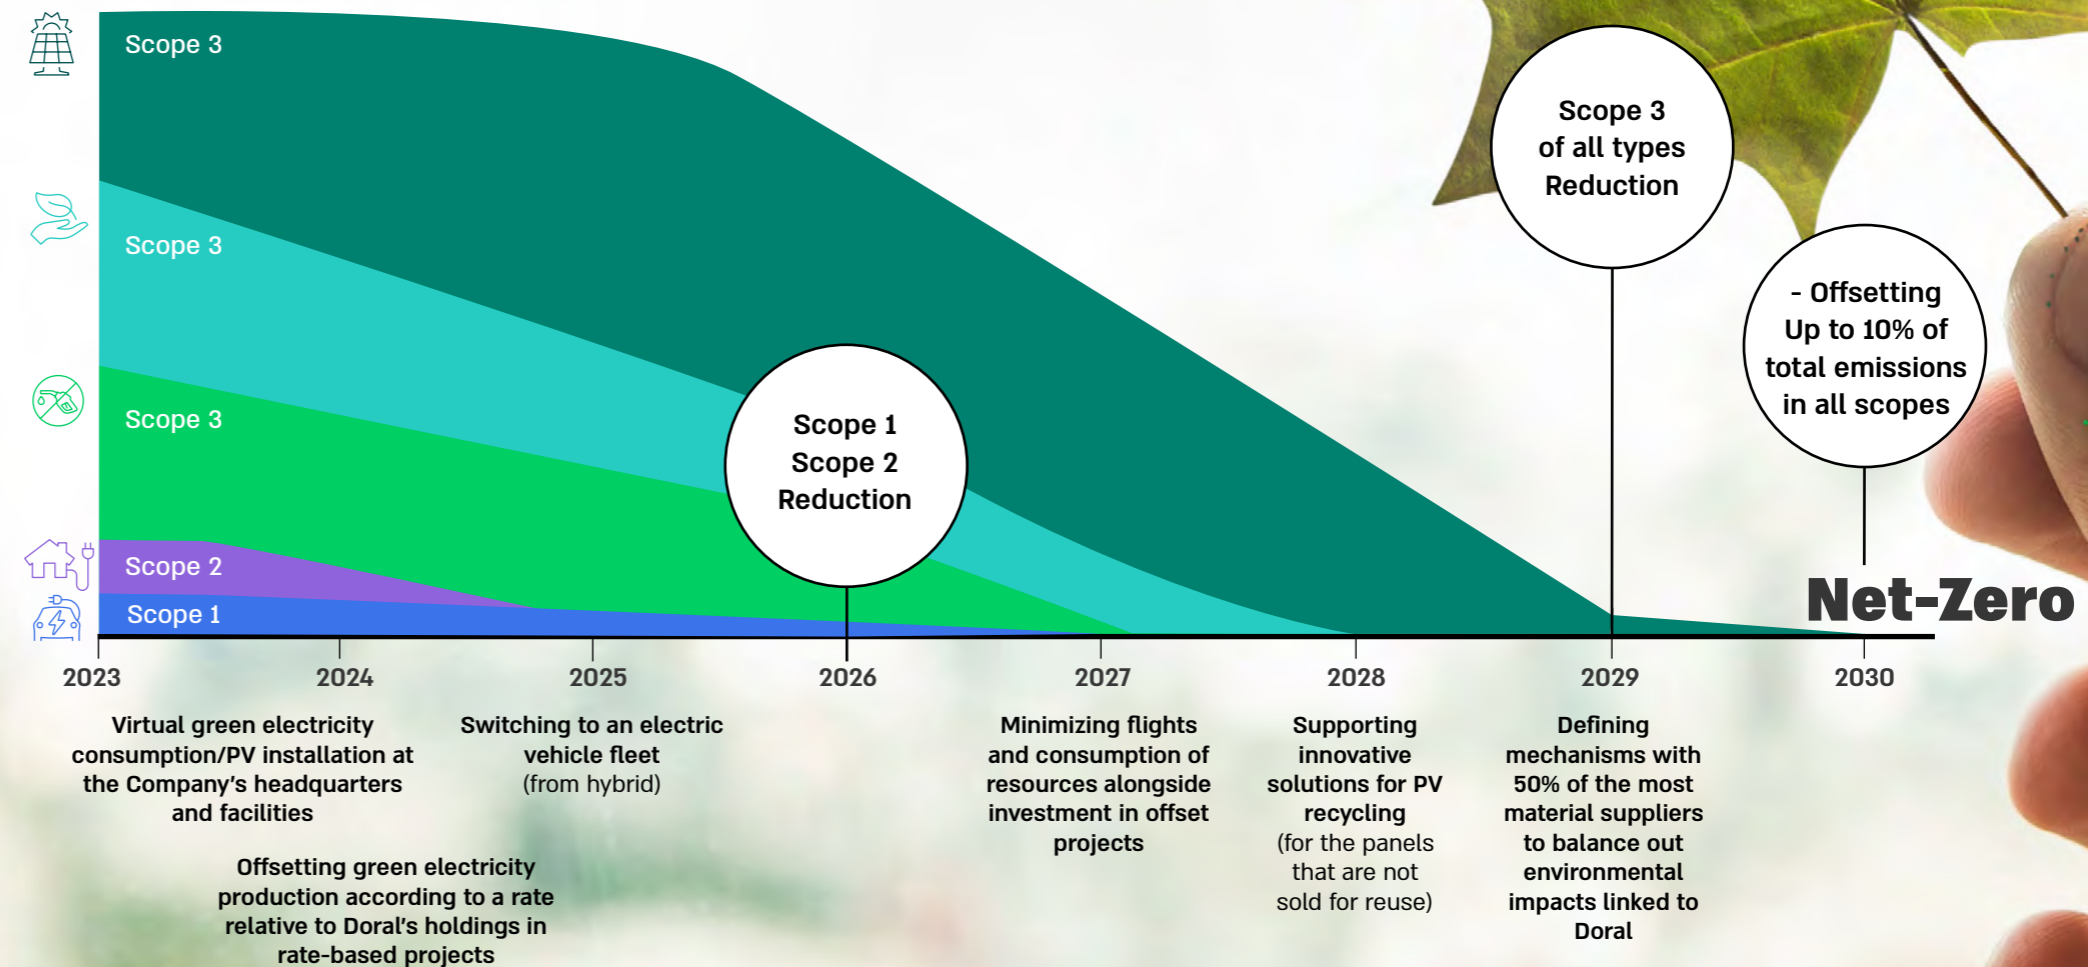 Scope 3
Scope 3
Scope 3
Scope 2
Scope 1
Scope 1
Scope 2
Reduction
Scope 3
of all types
Reduction
- Offsetting
Up to 10% of
total emissions
in all scopes
Net-Zero
2023
2024
2025
2026
2027
2028
2029
2030
Virtual green electricity
consumption/PV installation at
the Company's headquarters
and facilities
Offsetting green electricity
production according to a rate
relative to Doral's holdings in
rate-based projects
Switching to an electric
vehicle fleet
(from hybrid)
Minimizing flights
and consumption of
resources alongside
investment in offset
projects
Supporting
innovative
solutions for PV
recycling
(for the panels
that are not
sold for reuse)
Defining
mechanisms with
50% of the most
material suppliers
to balance out
environmental
impacts linked to
Doral